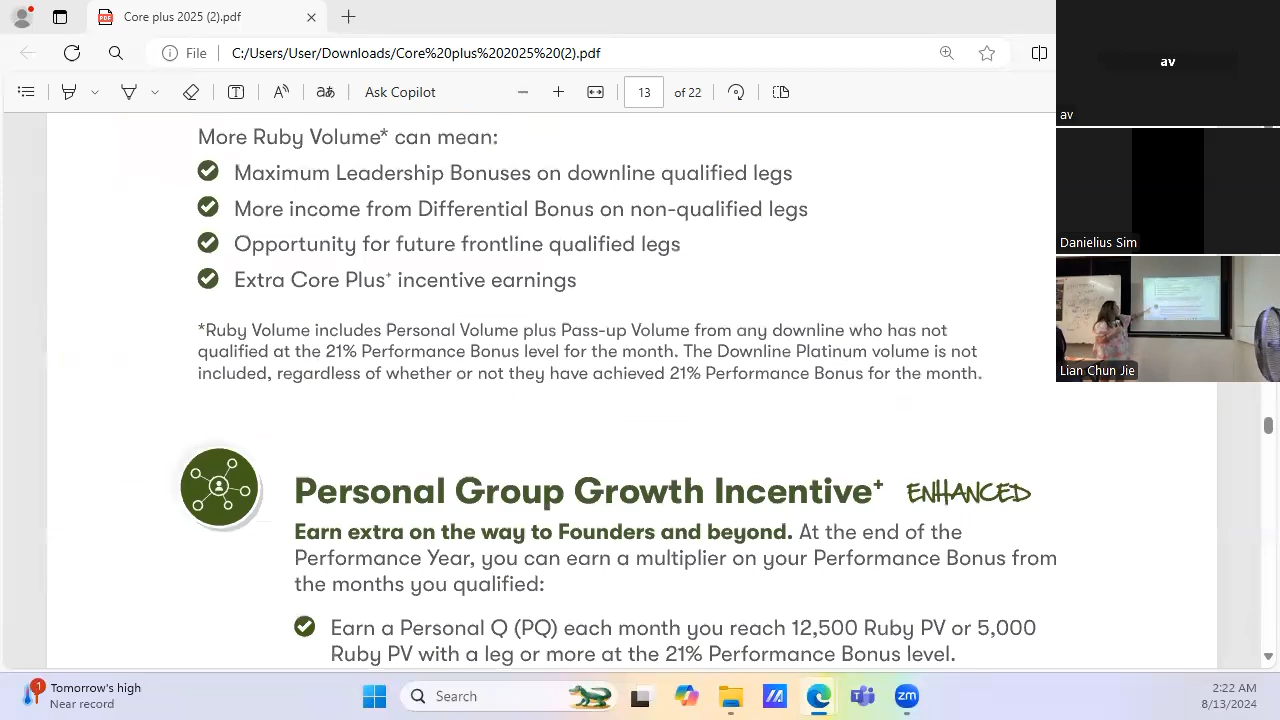 Core plus 2025 (2).pdf
File
C:/Users/User/Downloads/Core%20plus%202025%20(2).pdf
Ask Copilot
13 of 22
More Ruby Volume* can mean:
Maximum Leadership Bonuses on downline qualified legs
More income from Differential Bonus on non-qualified legs
Opportunity for future frontline qualified legs
Extra Core Plus+ incentive earnings
*Ruby Volume includes Personal Volume plus Pass-up Volume from any downline who has not
qualified at the 21% Performance Bonus level for the month. The Downline Platinum volume is not
included, regardless of whether or not they have achieved 21% Performance Bonus for the month.
Personal Group Growth Incentive+ ENHANCED
Earn extra on the way to Founders and beyond. At the end of the
Performance Year, you can earn a multiplier on your Performance Bonus from
the months you qualified:
Earn a Personal Q (PQ) each month you reach 12,500 Ruby PV or 5,000
Ruby PV with a leg or more at the 21% Performance Bonus level.
av
av
Danielius Sim
Lian Chun Jie
1
Tomorrow's high
Near record
Search
zm
2:22 AM
8/13/2024